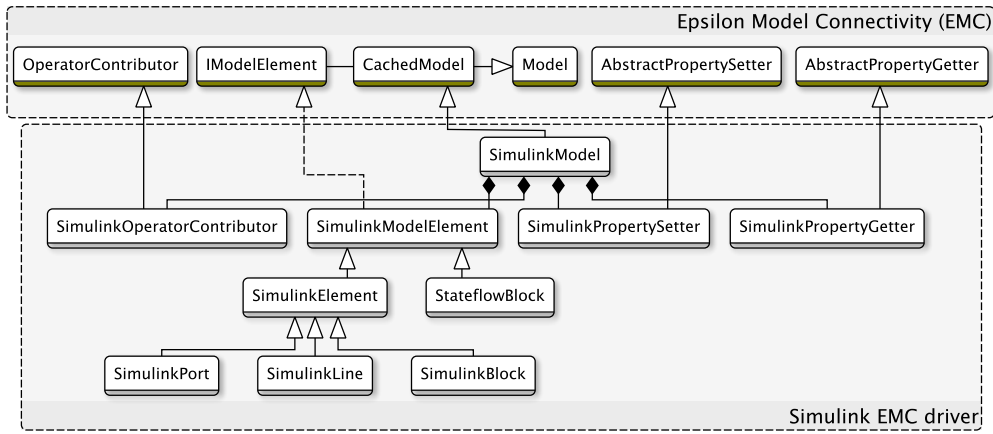 Epsilon Model Connectivity (EMC)
OperatorContributor
IModelElement
CachedModel
Model
AbstractPropertySetter
AbstractPropertyGetter
SimulinkModel
SimulinkOperatorContributor
SimulinkModelElement
SimulinkPropertySetter
SimulinkPropertyGetter
SimulinkElement
StateflowBlock
SimulinkPort
SimulinkLine
SimulinkBlock
Simulink EMC driver